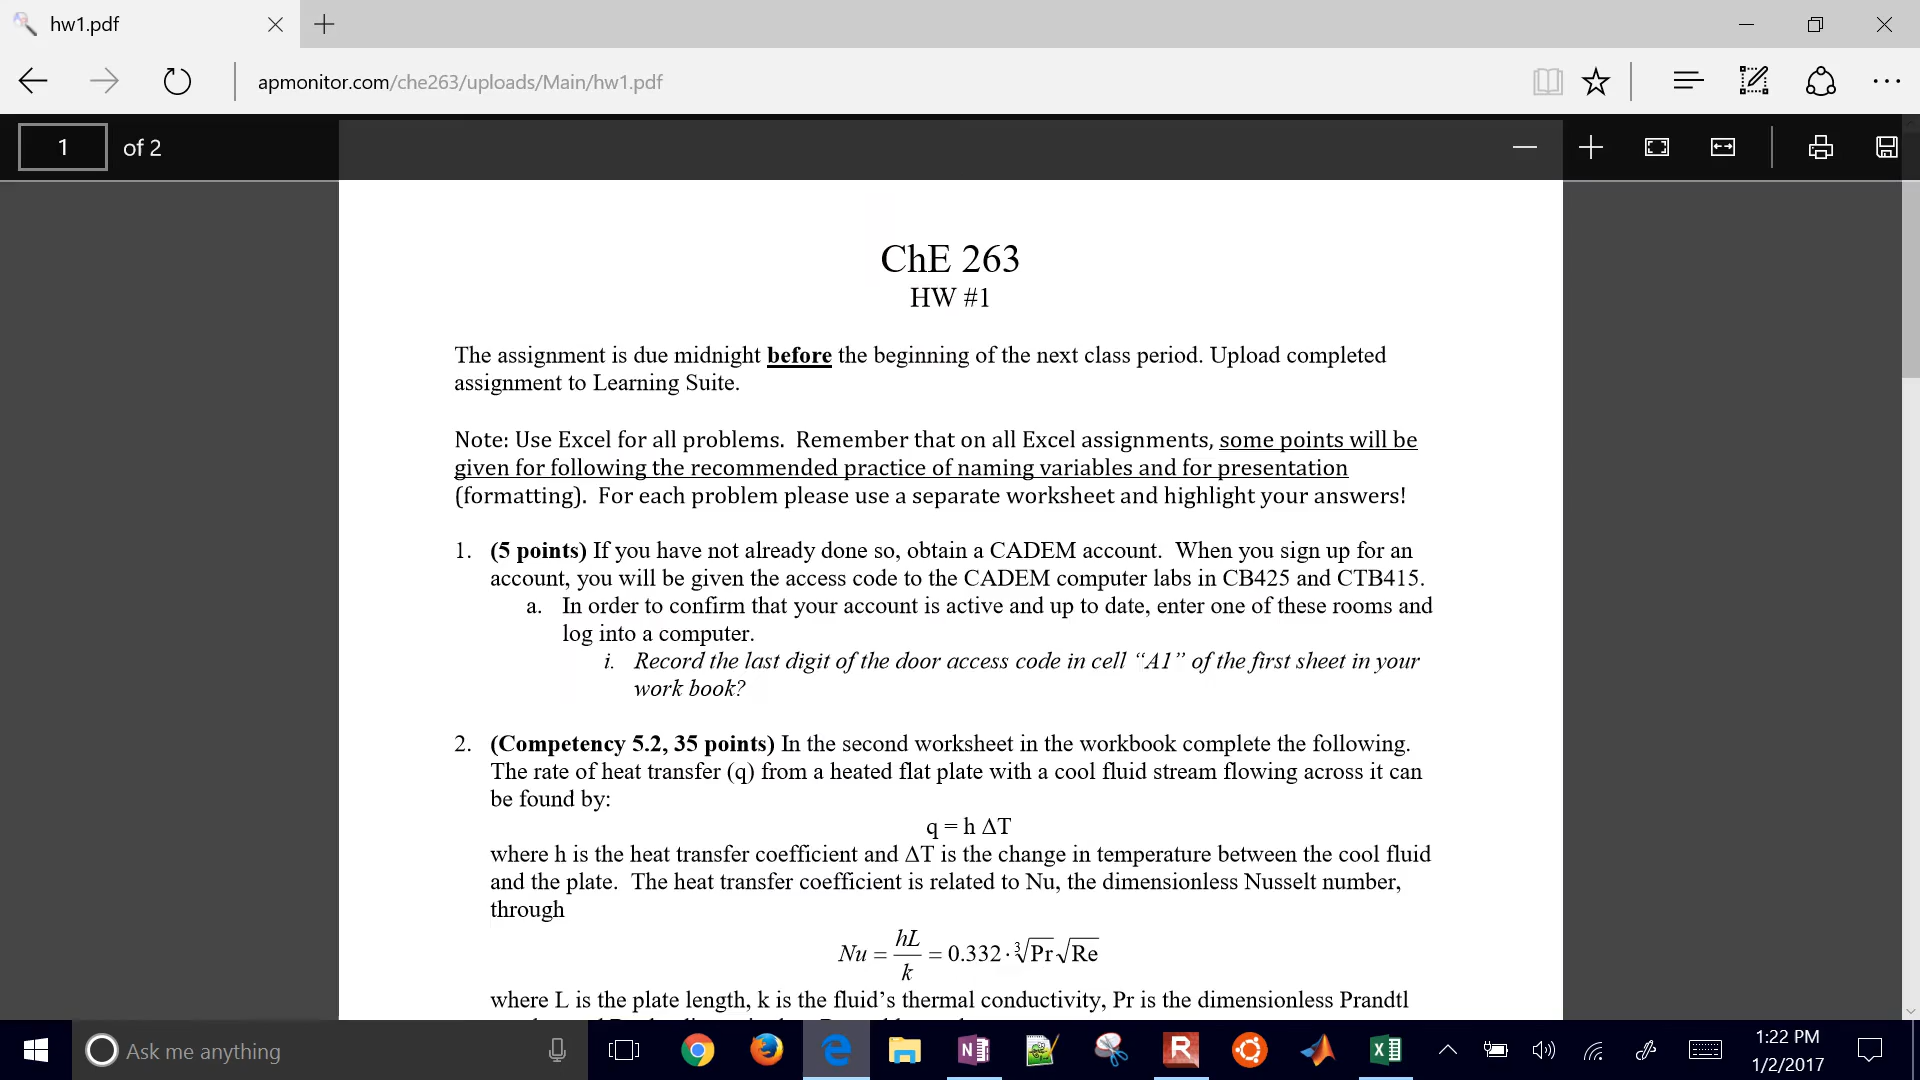 hw1.pdf
apmonitor.com/che263/uploads/Main/hw1.pdf
1 of 2
ChE 263
HW #1
The assignment is due midnight before the beginning of the next class period. Upload completed
assignment to Learning Suite.
Note: Use Excel for all problems.  Remember that on all Excel assignments, some points will be
given for following the recommended practice of naming variables and for presentation
(formatting).  For each problem please use a separate worksheet and highlight your answers!
1. (5 points) If you have not already done so, obtain a CADEM account.  When you sign up for an
account, you will be given the access code to the CADEM computer labs in CB425 and CTB415.
a. In order to confirm that your account is active and up to date, enter one of these rooms and
log into a computer.
i. Record the last digit of the door access code in cell “A1” of the first sheet in your
work book?
2. (Competency 5.2, 35 points) In the second worksheet in the workbook complete the following.
The rate of heat transfer (q) from a heated flat plate with a cool fluid stream flowing across it can
be found by:
q = h ΔT
where h is the heat transfer coefficient and ΔT is the change in temperature between the cool fluid
and the plate.  The heat transfer coefficient is related to Nu, the dimensionless Nusselt number,
through
Nu = hL/k = 0.332 · ∛Pr √Re
where L is the plate length, k is the fluid’s thermal conductivity, Pr is the dimensionless Prandtl
Ask me anything
1:22 PM
1/2/2017